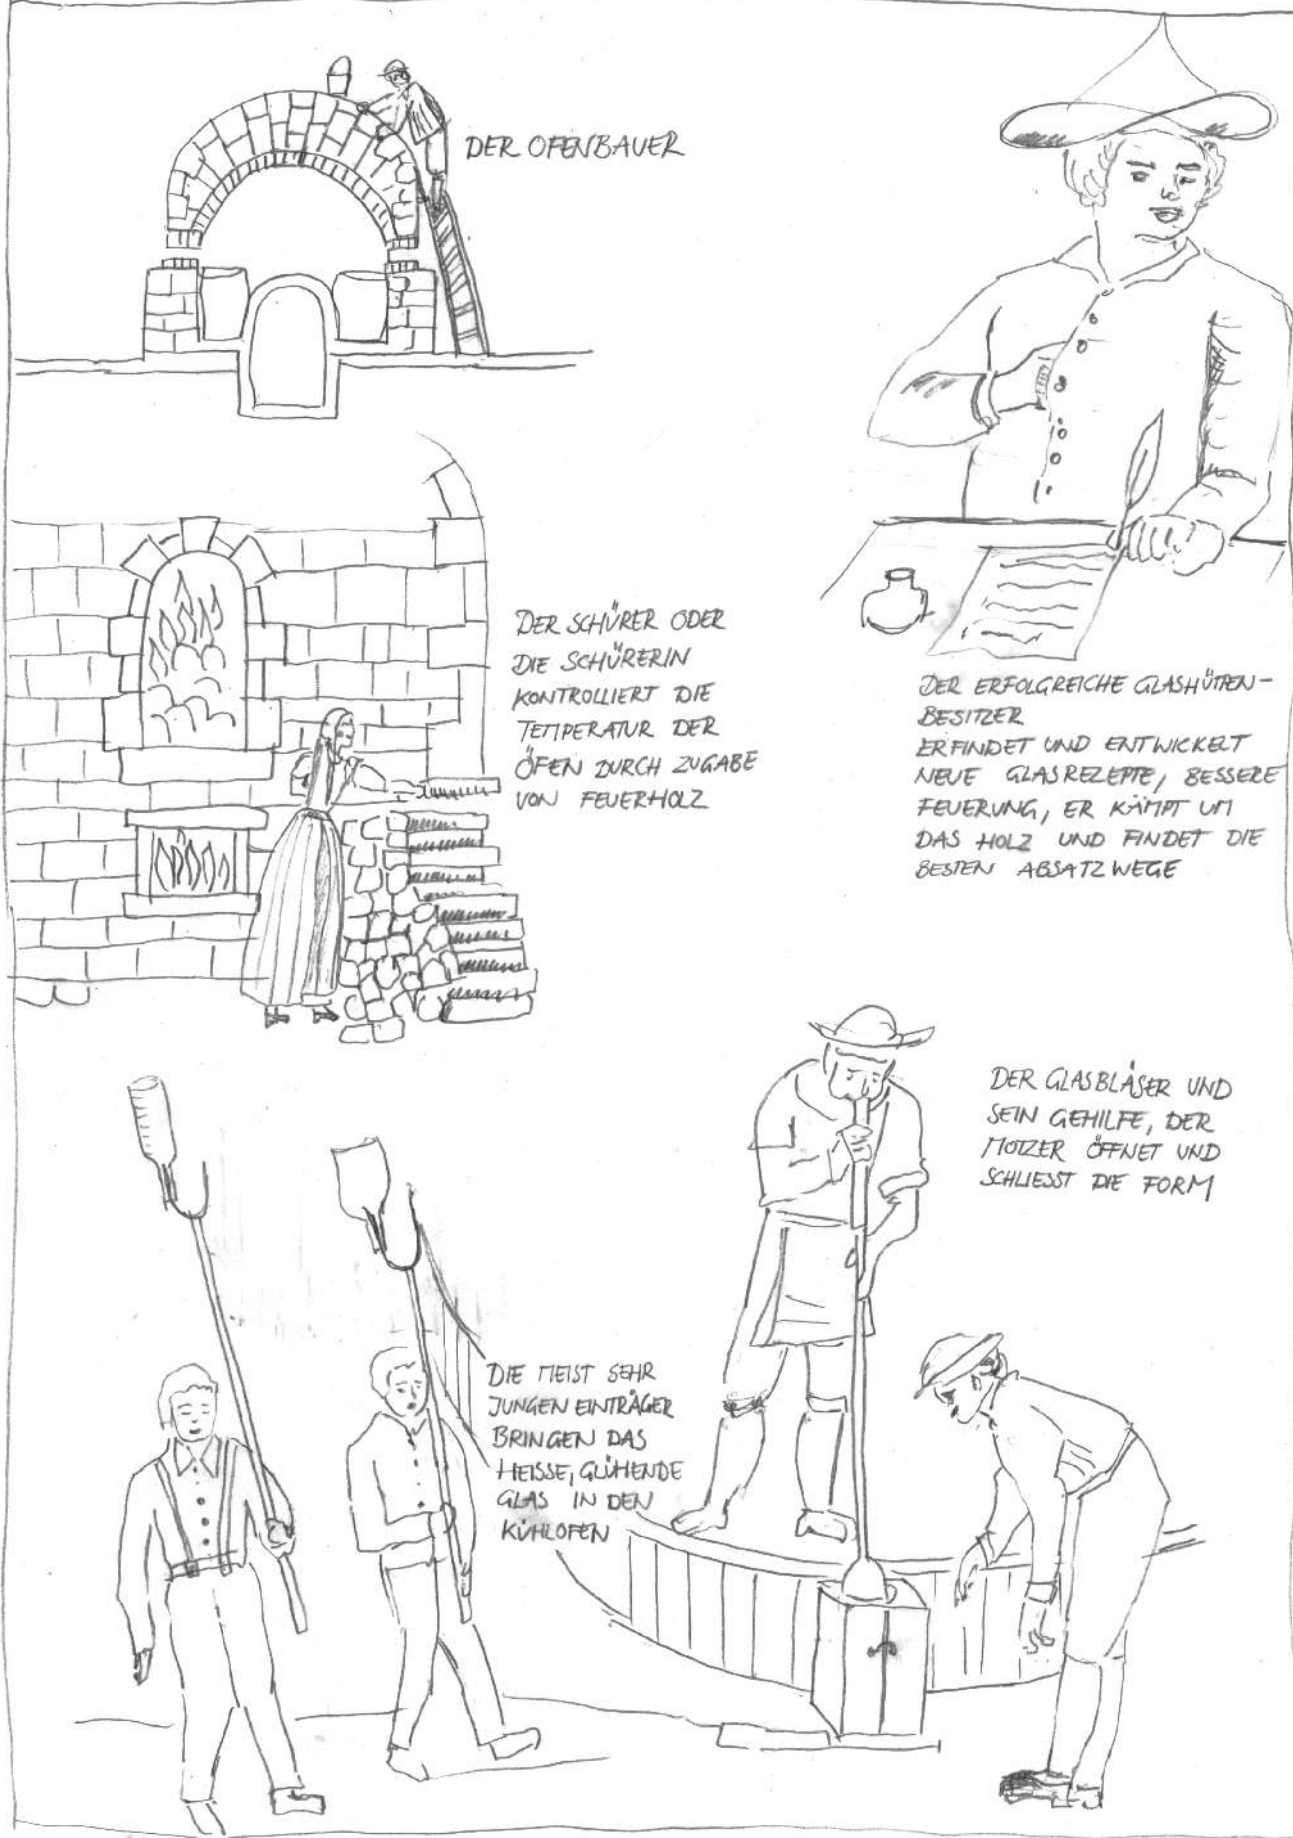 DER OFENBAUER
DER SCHÜRER ODER
DIE SCHÜRERIN
KONTROLLIERT DIE
TEMPERATUR DER
ÖFEN DURCH ZUGABE
VON FEUERHOLZ
DER ERFOLGREICHE GLASHÜTTEN-
BESITZER
ERFINDET UND ENTWICKELT
NEUE GLASREZEPTE, BESSERE
FEUERUNG, ER KÄMPT UM
DAS HOLZ UND FINDET DIE
BESTEN ABSATZWEGE
DER GLASBLÄSER UND
SEIN GEHILFE, DER
MOTZER ÖFFNET UND
SCHLIESST DIE FORM
DIE MEIST SEHR
JUNGEN EINTRÄGER
BRINGEN DAS
HEISSE, GLÜHENDE
GLAS IN DEN
KÜHLOFEN